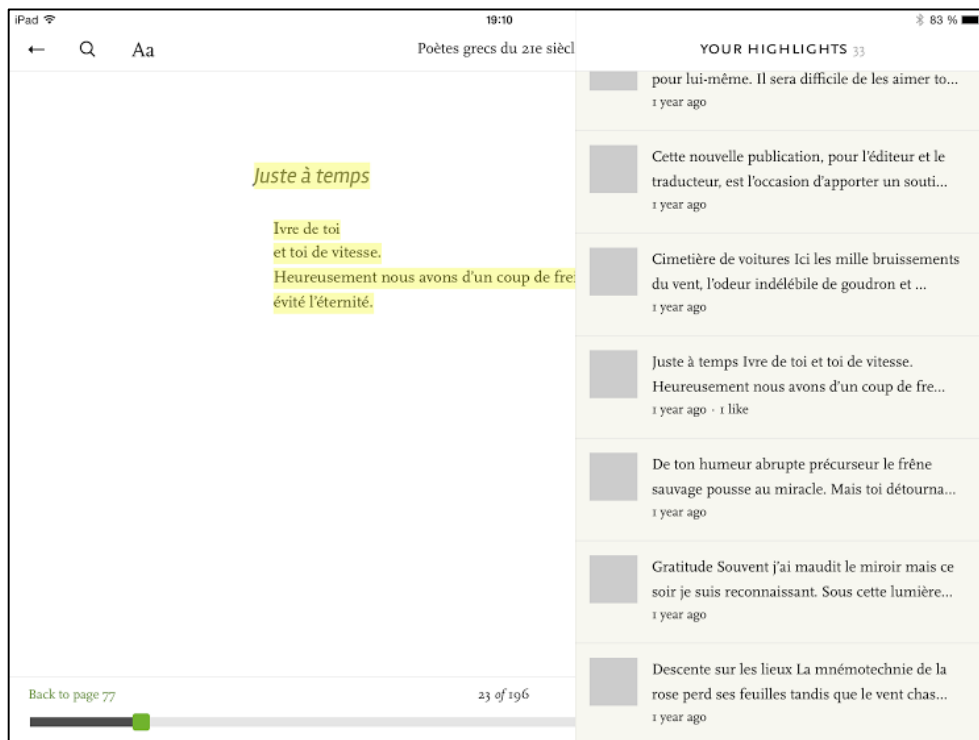 iPad 19:10 83 %
Aa Poètes grecs du 21e siècl
YOUR HIGHLIGHTS 33
Juste à temps
Ivre de toi
et toi de vitesse.
Heureusement nous avons d'un coup de frei
évité l'éternité.
Back to page 77 23 of 196
pour lui-même. Il sera difficile de les aimer to...
1 year ago
Cette nouvelle publication, pour l'éditeur et le
traducteur, est l'occasion d'apporter un souti...
1 year ago
Cimetière de voitures Ici les mille bruissements
du vent, l'odeur indélébile de goudron et ...
1 year ago
Juste à temps Ivre de toi et toi de vitesse.
Heureusement nous avons d'un coup de fre...
1 year ago · 1 like
De ton humeur abrupte précurseur le frêne
sauvage pousse au miracle. Mais toi détourna...
1 year ago
Gratitude Souvent j'ai maudit le miroir mais ce
soir je suis reconnaissant. Sous cette lumière...
1 year ago
Descente sur les lieux La mnémotechnie de la
rose perd ses feuilles tandis que le vent chas...
1 year ago